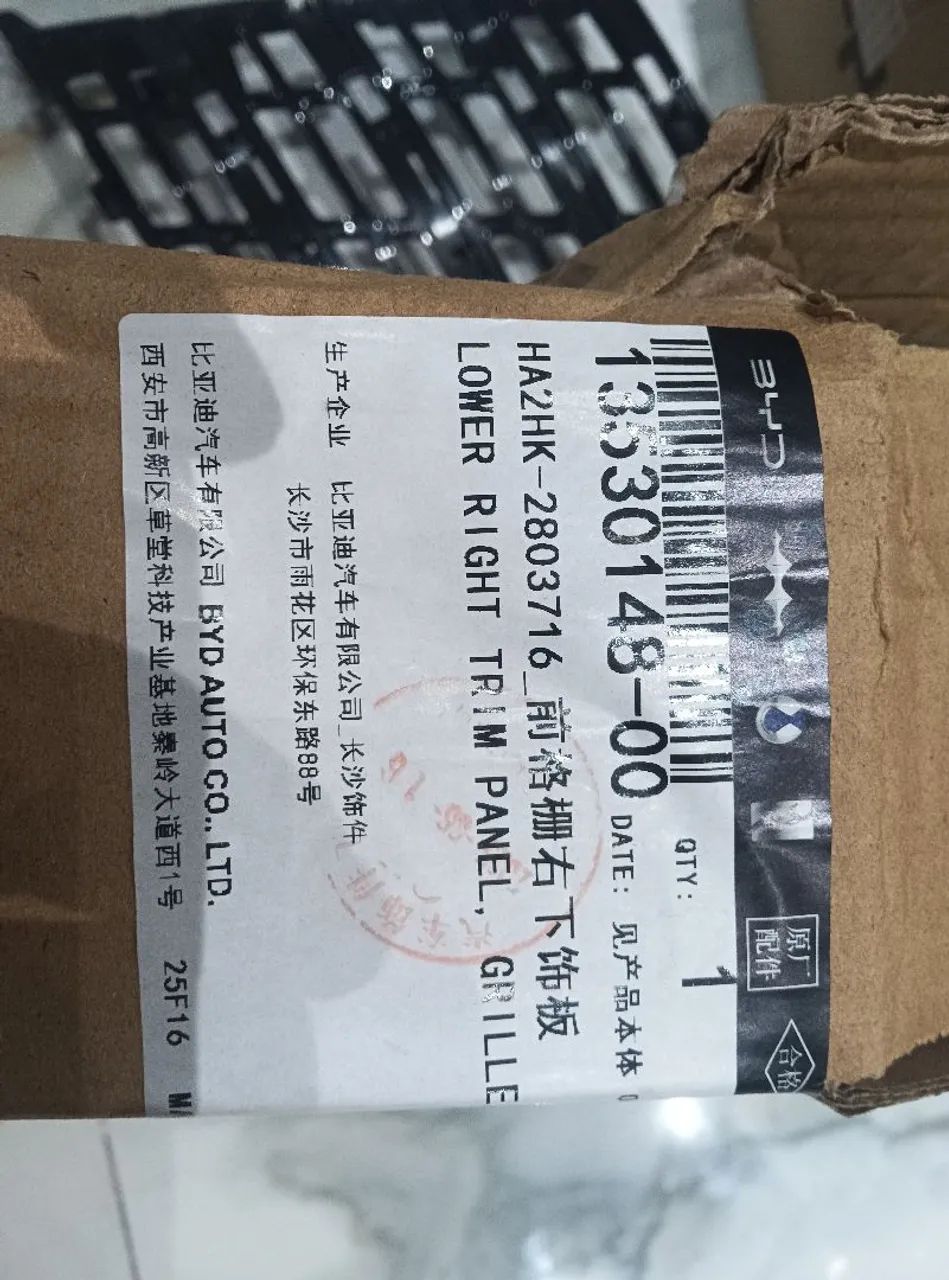 BYD
原厂
配件
合格
QTY: 1
13530148-00
DATE: 见产品本体
HA2HK-2803716_前格栅右下饰板
LOWER RIGHT TRIM PANEL, GRILLE
生产企业 比亚迪汽车有限公司_长沙饰件
长沙市雨花区环保东路88号
比亚迪汽车有限公司 BYD AUTO CO.,LTD.
西安市高新区草堂科技产业基地秦岭大道西1号 25F16